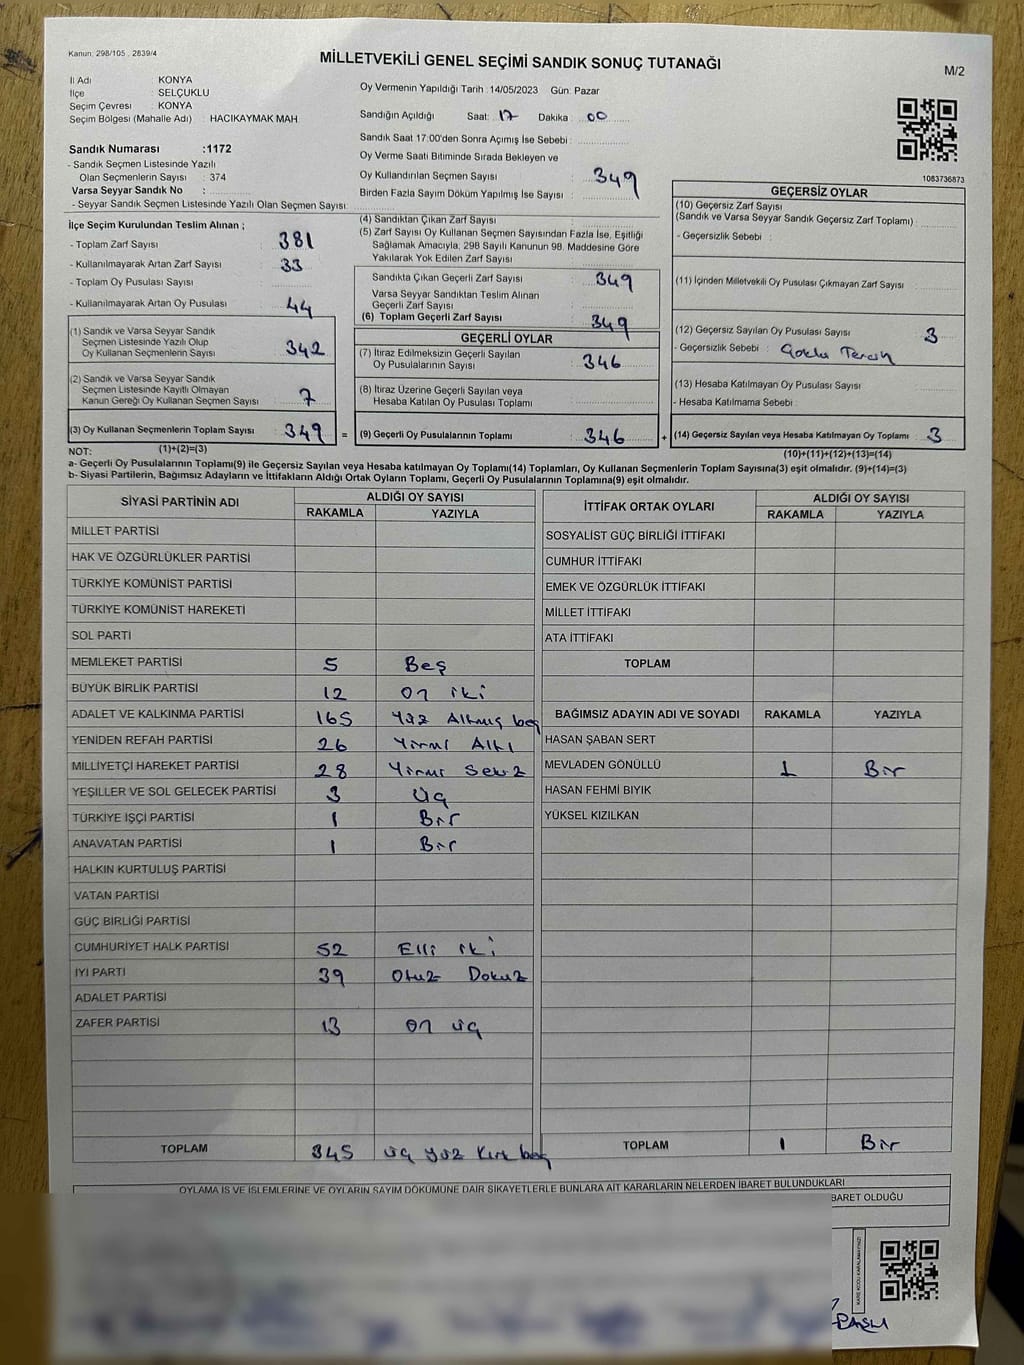 Kanun: 298/105 , 2839/4
MİLLETVEKİLİ GENEL SEÇİMİ SANDIK SONUÇ TUTANAĞI
M/2
İl Adı : KONYA
İlçe : SELÇUKLU
Seçim Çevresi : KONYA
Seçim Bölgesi (Mahalle Adı) : HACIKAYMAK MAH
Oy Vermenin Yapıldığı Tarih : 14/05/2023 Gün: Pazar
Sandığın Açıldığı Saat: 17 Dakika : 00
Sandık Saat 17:00'den Sonra Açımış İse Sebebi :
Oy Verme Saati Bitiminde Sırada Bekleyen ve
Oy Kullandırılan Seçmen Sayısı : 349
Birden Fazla Sayım Döküm Yapılmış İse Sayısı :
Sandık Numarası :1172
- Sandık Seçmen Listesinde Yazılı
Olan Seçmenlerin Sayısı : 374
Varsa Seyyar Sandık No :
- Seyyar Sandık Seçmen Listesinde Yazılı Olan Seçmen Sayısı:
1083736873
İlçe Seçim Kurulundan Teslim Alınan ;
- Toplam Zarf Sayısı : 381
- Kullanılmayarak Artan Zarf Sayısı : 33
- Toplam Oy Pusulası Sayısı :
- Kullanılmayarak Artan Oy Pusulası : 44
(1) Sandık ve Varsa Seyyar Sandık
Seçmen Listesinde Yazılı Olup
Oy Kullanan Seçmenlerin Sayısı : 342
(2) Sandık ve Varsa Seyyar Sandık
Seçmen Listesinde Kayıtlı Olmayan
Kanun Gereği Oy Kullanan Seçmen Sayısı : 7
(3) Oy Kullanan Seçmenlerin Toplam Sayısı : 349
(1)+(2)=(3)
(4) Sandıktan Çıkan Zarf Sayısı :
(5) Zarf Sayısı Oy Kullanan Seçmen Sayısından Fazla İse, Eşitliği
Sağlamak Amacıyla, 298 Sayılı Kanunun 98. Maddesine Göre
Yakılarak Yok Edilen Zarf Sayısı :
Sandıkta Çıkan Geçerli Zarf Sayısı : 349
Varsa Seyyar Sandıktan Teslim Alınan
Geçerli Zarf Sayısı :
(6) Toplam Geçerli Zarf Sayısı : 349
GEÇERLİ OYLAR
(7) İtiraz Edilmeksizin Geçerli Sayılan
Oy Pusulalarının Sayısı : 346
(8) İtiraz Üzerine Geçerli Sayılan veya
Hesaba Katılan Oy Pusulası Toplamı :
= (9) Geçerli Oy Pusulalarının Toplamı : 346 +
GEÇERSİZ OYLAR
(10) Geçersiz Zarf Sayısı
(Sandık ve Varsa Seyyar Sandık Geçersiz Zarf Toplamı) :
- Geçersizlik Sebebi :
(11) İçinden Milletvekili Oy Pusulası Çıkmayan Zarf Sayısı :
(12) Geçersiz Sayılan Oy Pusulası Sayısı : 3
- Geçersizlik Sebebi : Çoklu Tercih
(13) Hesaba Katılmayan Oy Pusulası Sayısı :
- Hesaba Katılmama Sebebi :
(14) Geçersiz Sayılan veya Hesaba Katılmayan Oy Toplamı : 3
(10)+(11)+(12)+(13)=(14)
NOT:
a- Geçerli Oy Pusulalarının Toplamı(9) ile Geçersiz Sayılan veya Hesaba katılmayan Oy Toplamı(14) Toplamları, Oy Kullanan Seçmenlerin Toplam Sayısına(3) eşit olmalıdır. (9)+(14)=(3)
b- Siyasi Partilerin, Bağımsız Adayların ve İttifakların Aldığı Ortak Oyların Toplamı, Geçerli Oy Pusulalarının Toplamına(9) eşit olmalıdır.
SİYASİ PARTİNİN ADI ALDIĞI OY SAYISI
RAKAMLA YAZIYLA
MİLLET PARTİSİ
HAK VE ÖZGÜRLÜKLER PARTİSİ
TÜRKİYE KOMÜNİST PARTİSİ
TÜRKİYE KOMÜNİST HAREKETİ
SOL PARTİ
MEMLEKET PARTİSİ 5 Beş
BÜYÜK BİRLİK PARTİSİ 12 On iki
ADALET VE KALKINMA PARTİSİ 165 Yüz Altmış beş
YENİDEN REFAH PARTİSİ 26 Yirmi Altı
MİLLİYETÇİ HAREKET PARTİSİ 28 Yirmi Sekiz
YEŞİLLER VE SOL GELECEK PARTİSİ 3 Üç
TÜRKİYE İŞÇİ PARTİSİ 1 Bir
ANAVATAN PARTİSİ 1 Bir
HALKIN KURTULUŞ PARTİSİ
VATAN PARTİSİ
GÜÇ BİRLİĞİ PARTİSİ
CUMHURİYET HALK PARTİSİ 52 Elli iki
İYİ PARTİ 39 Otuz Dokuz
ADALET PARTİSİ
ZAFER PARTİSİ 13 On üç
TOPLAM 345 üç yüz Kırk beş
İTTİFAK ORTAK OYLARI ALDIĞI OY SAYISI
RAKAMLA YAZIYLA
SOSYALİST GÜÇ BİRLİĞİ İTTİFAKI
CUMHUR İTTİFAKI
EMEK VE ÖZGÜRLÜK İTTİFAKI
MİLLET İTTİFAKI
ATA İTTİFAKI
TOPLAM
BAĞIMSIZ ADAYIN ADI VE SOYADI RAKAMLA YAZIYLA
HASAN ŞABAN SERT
MEVLADEN GÖNÜLLÜ 1 Bir
HASAN FEHMİ BIYIK
YÜKSEL KIZILKAN
TOPLAM 1 Bir
OYLAMA İŞ VE İŞLEMLERİNE VE OYLARIN SAYIM DÖKÜMÜNE DAİR ŞİKAYETLERLE BUNLARA AİT KARARLARIN NELERDEN İBARET BULUNDUKLARI
BARET OLDUĞU
KARE KODU KARALAMAYINIZ!